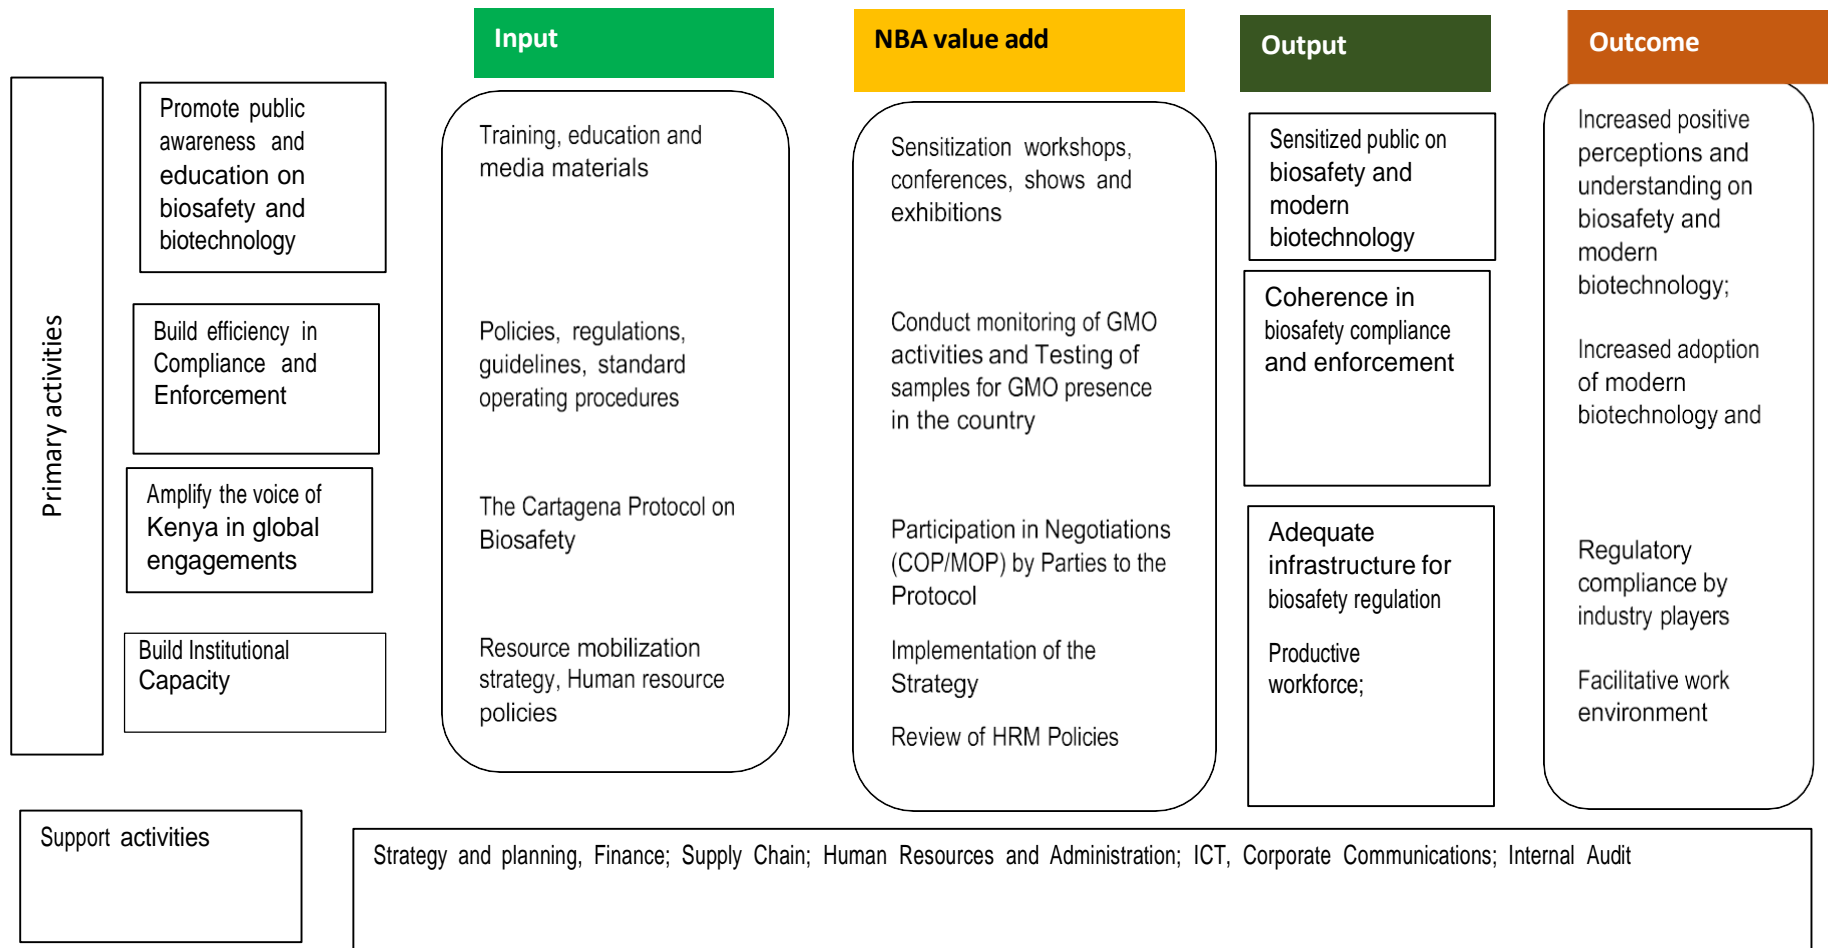 Input
NBA value add
Output
Outcome
Primary activities
Promote public
awareness and
education on
biosafety and
biotechnology
Training, education and
media materials
Sensitization workshops,
conferences, shows and
exhibitions
Sensitized public on
biosafety and
modern
biotechnology
Increased positive
perceptions and
understanding on
biosafety and
modern
biotechnology;
Build efficiency in
Compliance and
Enforcement
Policies, regulations,
guidelines, standard
operating procedures
Conduct monitoring of GMO
activities and Testing of
samples for GMO presence
in the country
Coherence in
biosafety compliance
and enforcement
Increased adoption
of modern
biotechnology and
Amplify the voice of
Kenya in global
engagements
The Cartagena Protocol on
Biosafety
Participation in Negotiations
(COP/MOP) by Parties to the
Protocol
Adequate
infrastructure for
biosafety regulation
Regulatory
compliance by
industry players
Build Institutional
Capacity
Resource mobilization
strategy, Human resource
policies
Implementation of the
Strategy
Review of HRM Policies
Productive
workforce;
Facilitative work
environment
Support activities
Strategy and planning, Finance; Supply Chain; Human Resources and Administration; ICT, Corporate Communications; Internal Audit